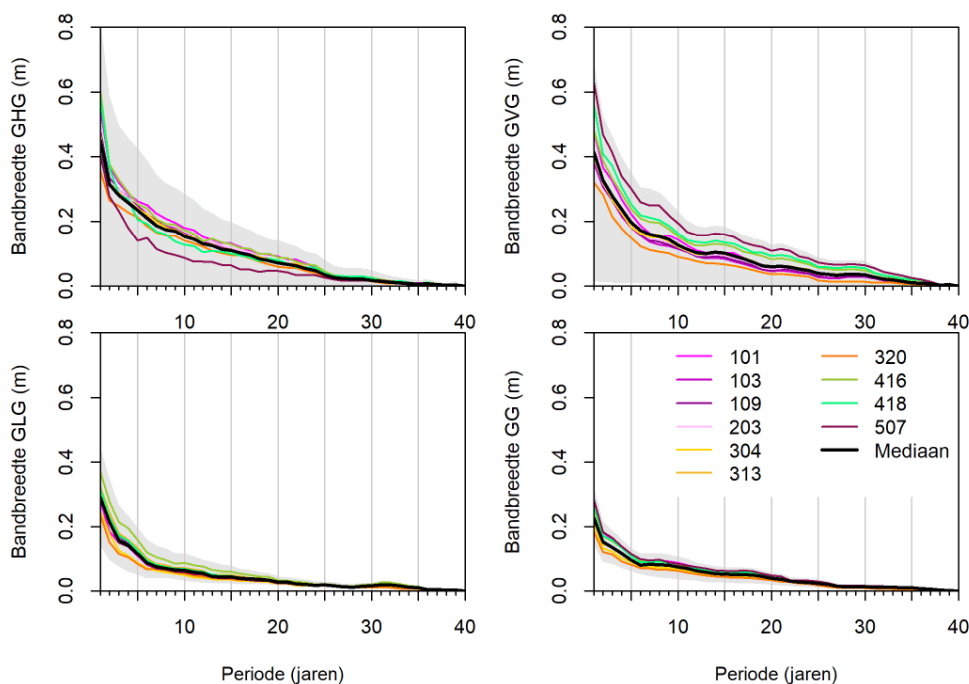 Bandbreedte GHG (m)
0.0 0.2 0.4 0.6 0.8
10 20 30 40
Bandbreedte GVG (m)
0.0 0.2 0.4 0.6 0.8
10 20 30 40
Bandbreedte GLG (m)
0.0 0.2 0.4 0.6 0.8
10 20 30 40
Periode (jaren)
Bandbreedte GG (m)
0.0 0.2 0.4 0.6 0.8
101
103
109
203
304
313
320
416
418
507
Mediaan
10 20 30 40
Periode (jaren)